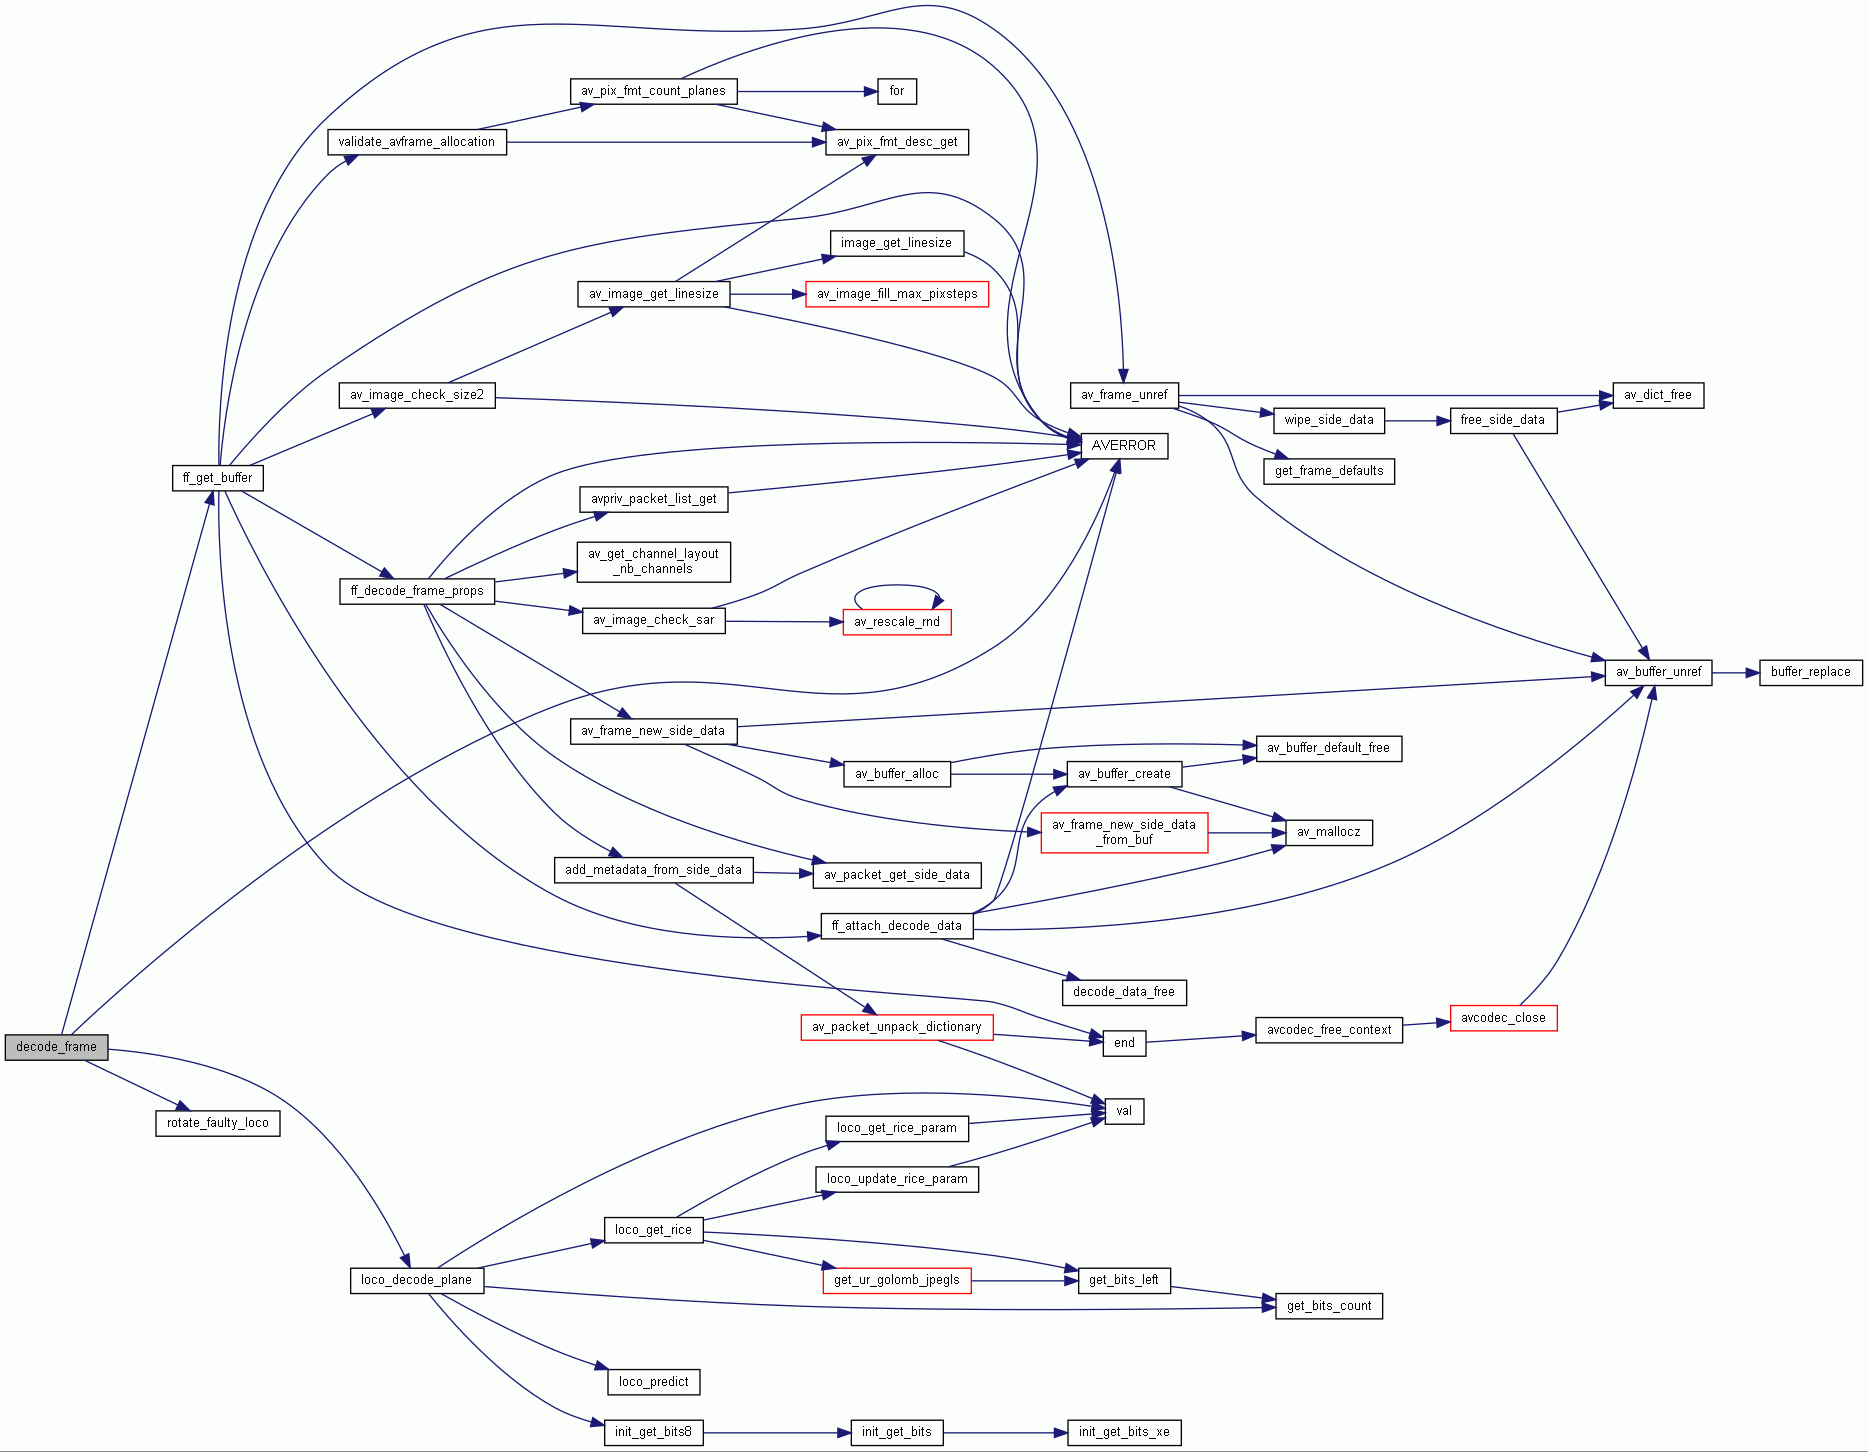 av_pix_fmt_count_planes
for
validate_avframe_allocation
av_pix_fmt_desc_get
image_get_linesize
av_image_get_linesize
av_image_fill_max_pixsteps
av_image_check_size2
av_frame_unref
av_dict_free
wipe_side_data
free_side_data
AVERROR
get_frame_defaults
ff_get_buffer
avpriv_packet_list_get
av_get_channel_layout
_nb_channels
ff_decode_frame_props
av_image_check_sar
av_rescale_rnd
av_buffer_unref
buffer_replace
av_frame_new_side_data
av_buffer_default_free
av_buffer_alloc
av_buffer_create
av_frame_new_side_data
_from_buf
av_mallocz
add_metadata_from_side_data
av_packet_get_side_data
ff_attach_decode_data
decode_data_free
av_packet_unpack_dictionary
avcodec_free_context
avcodec_close
end
decode_frame
rotate_faulty_loco
val
loco_get_rice_param
loco_update_rice_param
loco_get_rice
loco_decode_plane
get_ur_golomb_jpegls
get_bits_left
get_bits_count
loco_predict
init_get_bits8
init_get_bits
init_get_bits_xe